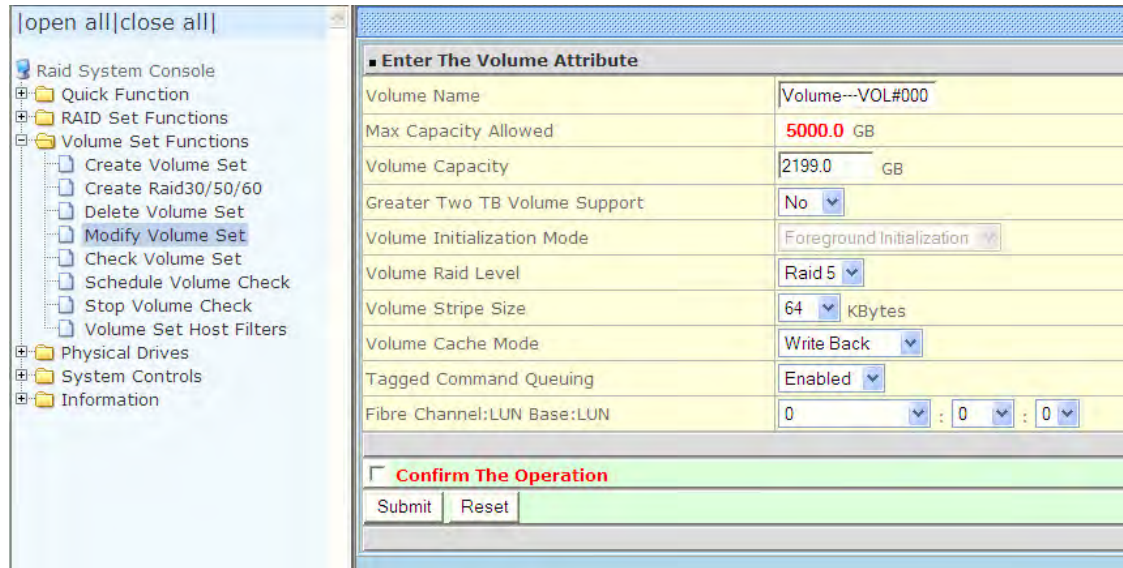 |open all|close all|
Raid System Console
Quick Function
RAID Set Functions
Volume Set Functions
Create Volume Set
Create Raid30/50/60
Delete Volume Set
Modify Volume Set
Check Volume Set
Schedule Volume Check
Stop Volume Check
Volume Set Host Filters
Physical Drives
System Controls
Information
Enter The Volume Attribute
Volume Name Volume---VOL#000
Max Capacity Allowed 5000.0 GB
Volume Capacity 2199.0 GB
Greater Two TB Volume Support No
Volume Initialization Mode Foreground Initialization
Volume Raid Level Raid 5
Volume Stripe Size 64 KBytes
Volume Cache Mode Write Back
Tagged Command Queuing Enabled
Fibre Channel:LUN Base:LUN 0 : 0 : 0
Confirm The Operation
Submit Reset